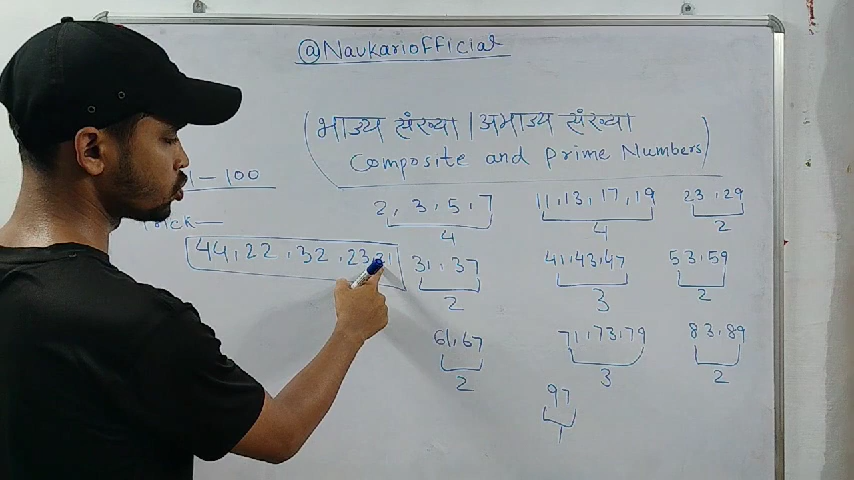 @NaukariOfficial
भाज्य संख्या | अभाज्य संख्या
Composite and Prime Numbers
1 - 100
Trick —
2, 3, 5, 7
4
11, 13, 17, 19
4
23, 29
2
44, 22, 32, 23
31, 37
2
41, 43, 47
3
53, 59
2
61, 67
2
71, 73, 79
3
83, 89
2
97
1